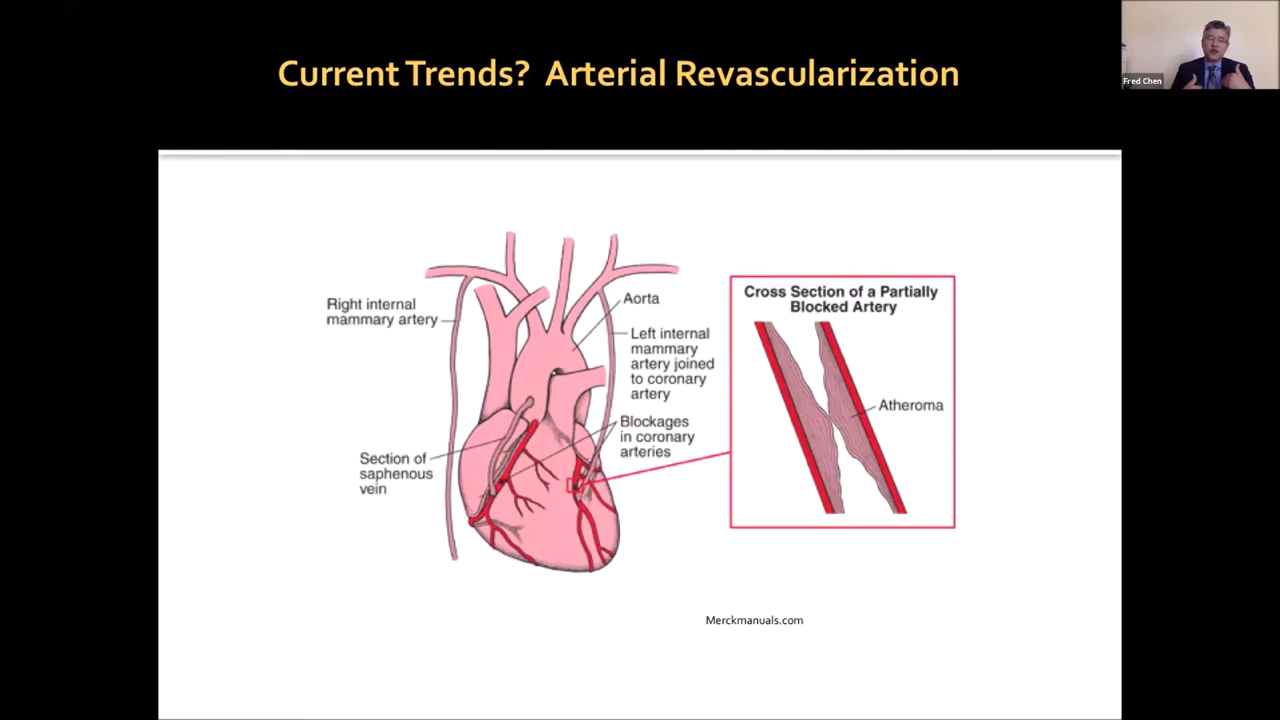 Current Trends?  Arterial Revascularization
Fred Chen
Right internal
mammary artery
Aorta
Left internal
mammary
artery joined
to coronary
artery
Blockages
in coronary
arteries
Section of
saphenous
vein
Cross Section of a Partially
Blocked Artery
Atheroma
Merckmanuals.com